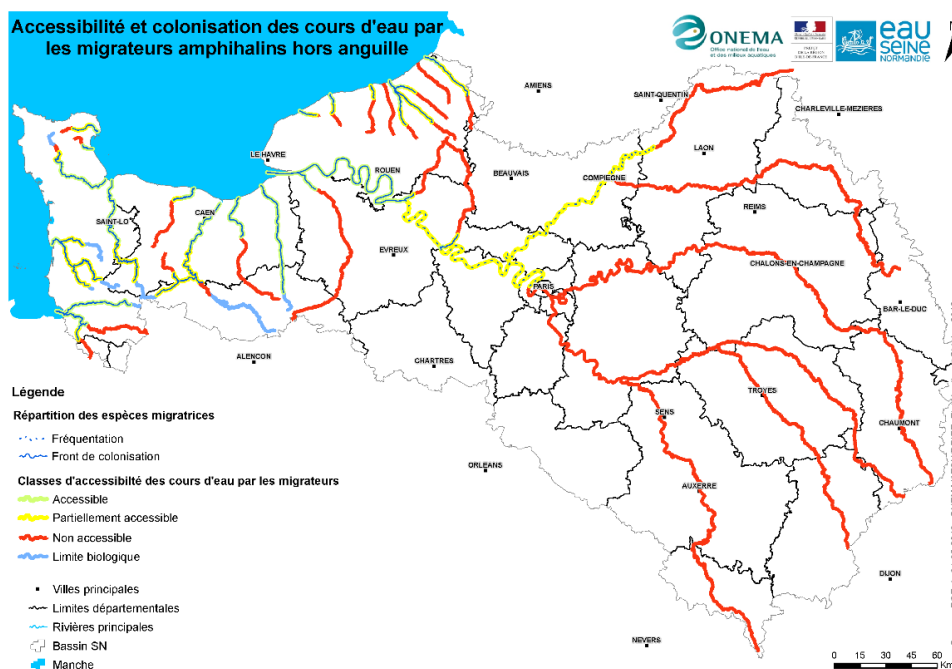 Accessibilité et colonisation des cours d'eau par
les migrateurs amphihalins hors anguille
ONEMA
Office national de l'eau
et des milieux aquatiques
eau
SEINE
NORMANDIE
AMIENS
SAINT-QUENTIN
CHARLEVILLE-MEZIERES
LE HAVRE
ROUEN
BEAUVAIS
COMPIEGNE
LAON
REIMS
SAINT-LO
CAEN
EVREUX
CHALONS-EN-CHAMPAGNE
PARIS
BAR-LE-DUC
ALENCON
CHARTRES
TROYES
SENS
CHAUMONT
ORLEANS
AUXERRE
DIJON
NEVERS
Légende
Répartition des espèces migratrices
Fréquentation
Front de colonisation
Classes d'accessibilté des cours d'eau par les migrateurs
Accessible
Partiellement accessible
Non accessible
Limite biologique
Villes principales
Limites départementales
Rivières principales
Bassin SN
Manche
0 15 30 45 60